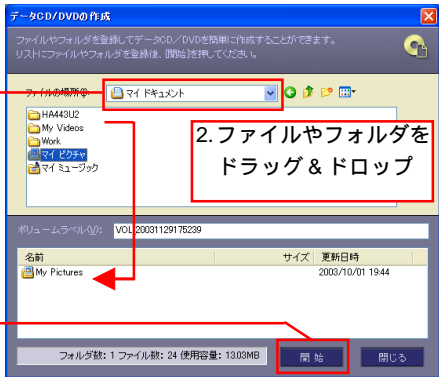 データCD/DVDの作成
ファイルやフォルダを登録してデータCD/DVDを簡単に作成することができます。
リストにファイルやフォルダを登録後、[開始]を押してください。
ファイルの場所(I):
マイ ドキュメント
HA443U2
My Videos
Work
マイ ピクチャ
マイ ミュージック
2.ファイルやフォルダを
ドラッグ&ドロップ
ボリュームラベル(V): VOL_20031129175239
名前 サイズ 更新日時
My Pictures 2003/10/01 19:44
フォルダ数: 1 ファイル数: 24 使用容量: 13.03MB
開始 閉じる